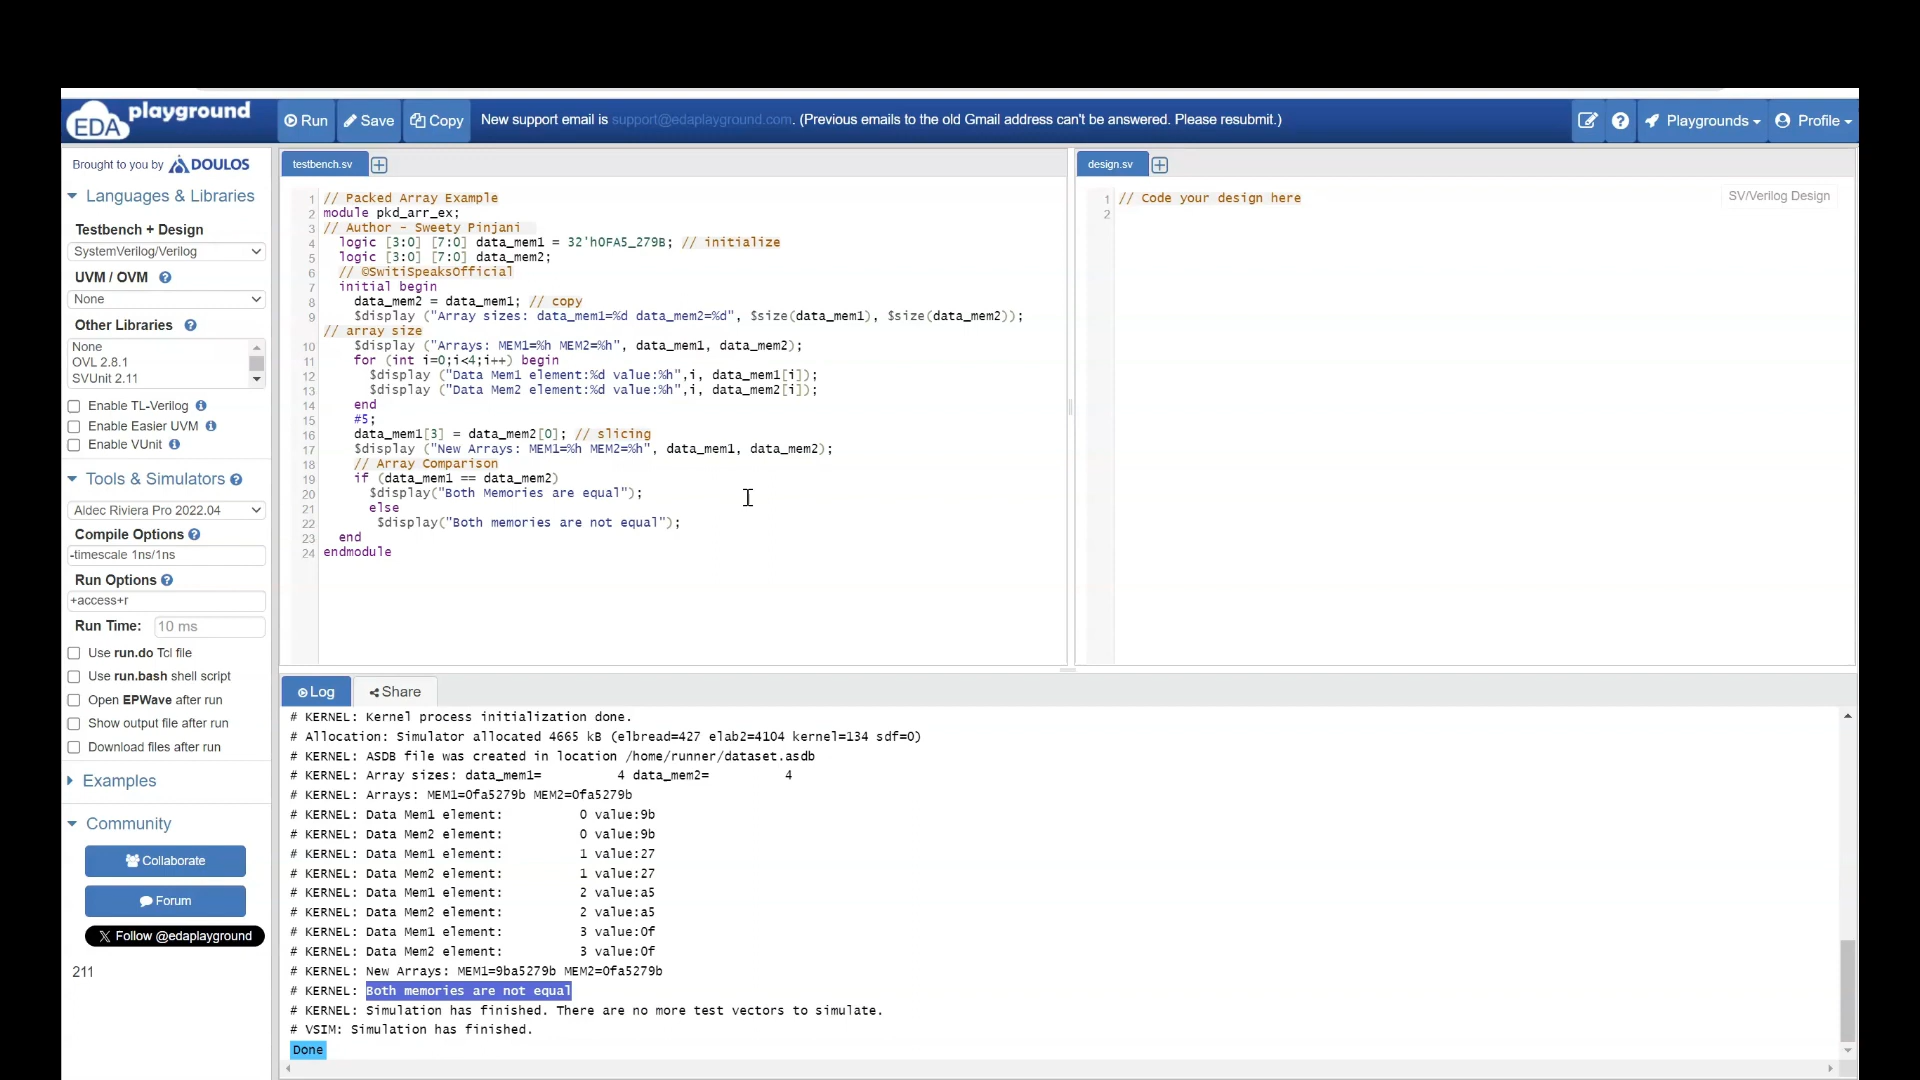 EDA playground
Run
Save
Copy
New support email is support@edaplayground.com. (Previous emails to the old Gmail address can't be answered. Please resubmit.)
Playgrounds
Profile
Brought to you by DOULOS
Languages & Libraries
Testbench + Design
SystemVerilog/Verilog
UVM / OVM
None
Other Libraries
None
OVL 2.8.1
SVUnit 2.11
Enable TL-Verilog
Enable Easier UVM
Enable VUnit
Tools & Simulators
Aldec Riviera Pro 2022.04
Compile Options
-timescale 1ns/1ns
Run Options
+access+r
Run Time: 10 ms
Use run.do Tcl file
Use run.bash shell script
Open EPWave after run
Show output file after run
Download files after run
Examples
Community
Collaborate
Forum
X Follow @edaplayground
211
testbench.sv
1 // Packed Array Example
2 module pkd_arr_ex;
3 // Author - Sweety Pinjani
4 logic [3:0] [7:0] data_mem1 = 32'h0FA5_279B; // initialize
5 logic [3:0] [7:0] data_mem2;
6 // ©SwitiSpeaksOfficial
7 initial begin
8 data_mem2 = data_mem1; // copy
9 $display ("Array sizes: data_mem1=%d data_mem2=%d", $size(data_mem1), $size(data_mem2));
// array size
10 $display ("Arrays: MEM1=%h MEM2=%h", data_mem1, data_mem2);
11 for (int i=0;i<4;i++) begin
12 $display ("Data Mem1 element:%d value:%h",i, data_mem1[i]);
13 $display ("Data Mem2 element:%d value:%h",i, data_mem2[i]);
14 end
15 #5;
16 data_mem1[3] = data_mem2[0]; // slicing
17 $display ("New Arrays: MEM1=%h MEM2=%h", data_mem1, data_mem2);
18 // Array Comparison
19 if (data_mem1 == data_mem2)
20 $display("Both Memories are equal");
21 else
22 $display("Both memories are not equal");
23 end
24 endmodule
design.sv
SV/Verilog Design
1 // Code your design here
2
Log
Share
# KERNEL: Kernel process initialization done.
# Allocation: Simulator allocated 4665 kB (elbread=427 elab2=4104 kernel=134 sdf=0)
# KERNEL: ASDB file was created in location /home/runner/dataset.asdb
# KERNEL: Array sizes: data_mem1= 4 data_mem2= 4
# KERNEL: Arrays: MEM1=0fa5279b MEM2=0fa5279b
# KERNEL: Data Mem1 element: 0 value:9b
# KERNEL: Data Mem2 element: 0 value:9b
# KERNEL: Data Mem1 element: 1 value:27
# KERNEL: Data Mem2 element: 1 value:27
# KERNEL: Data Mem1 element: 2 value:a5
# KERNEL: Data Mem2 element: 2 value:a5
# KERNEL: Data Mem1 element: 3 value:0f
# KERNEL: Data Mem2 element: 3 value:0f
# KERNEL: New Arrays: MEM1=9ba5279b MEM2=0fa5279b
# KERNEL: Both memories are not equal
# KERNEL: Simulation has finished. There are no more test vectors to simulate.
# VSIM: Simulation has finished.
Done